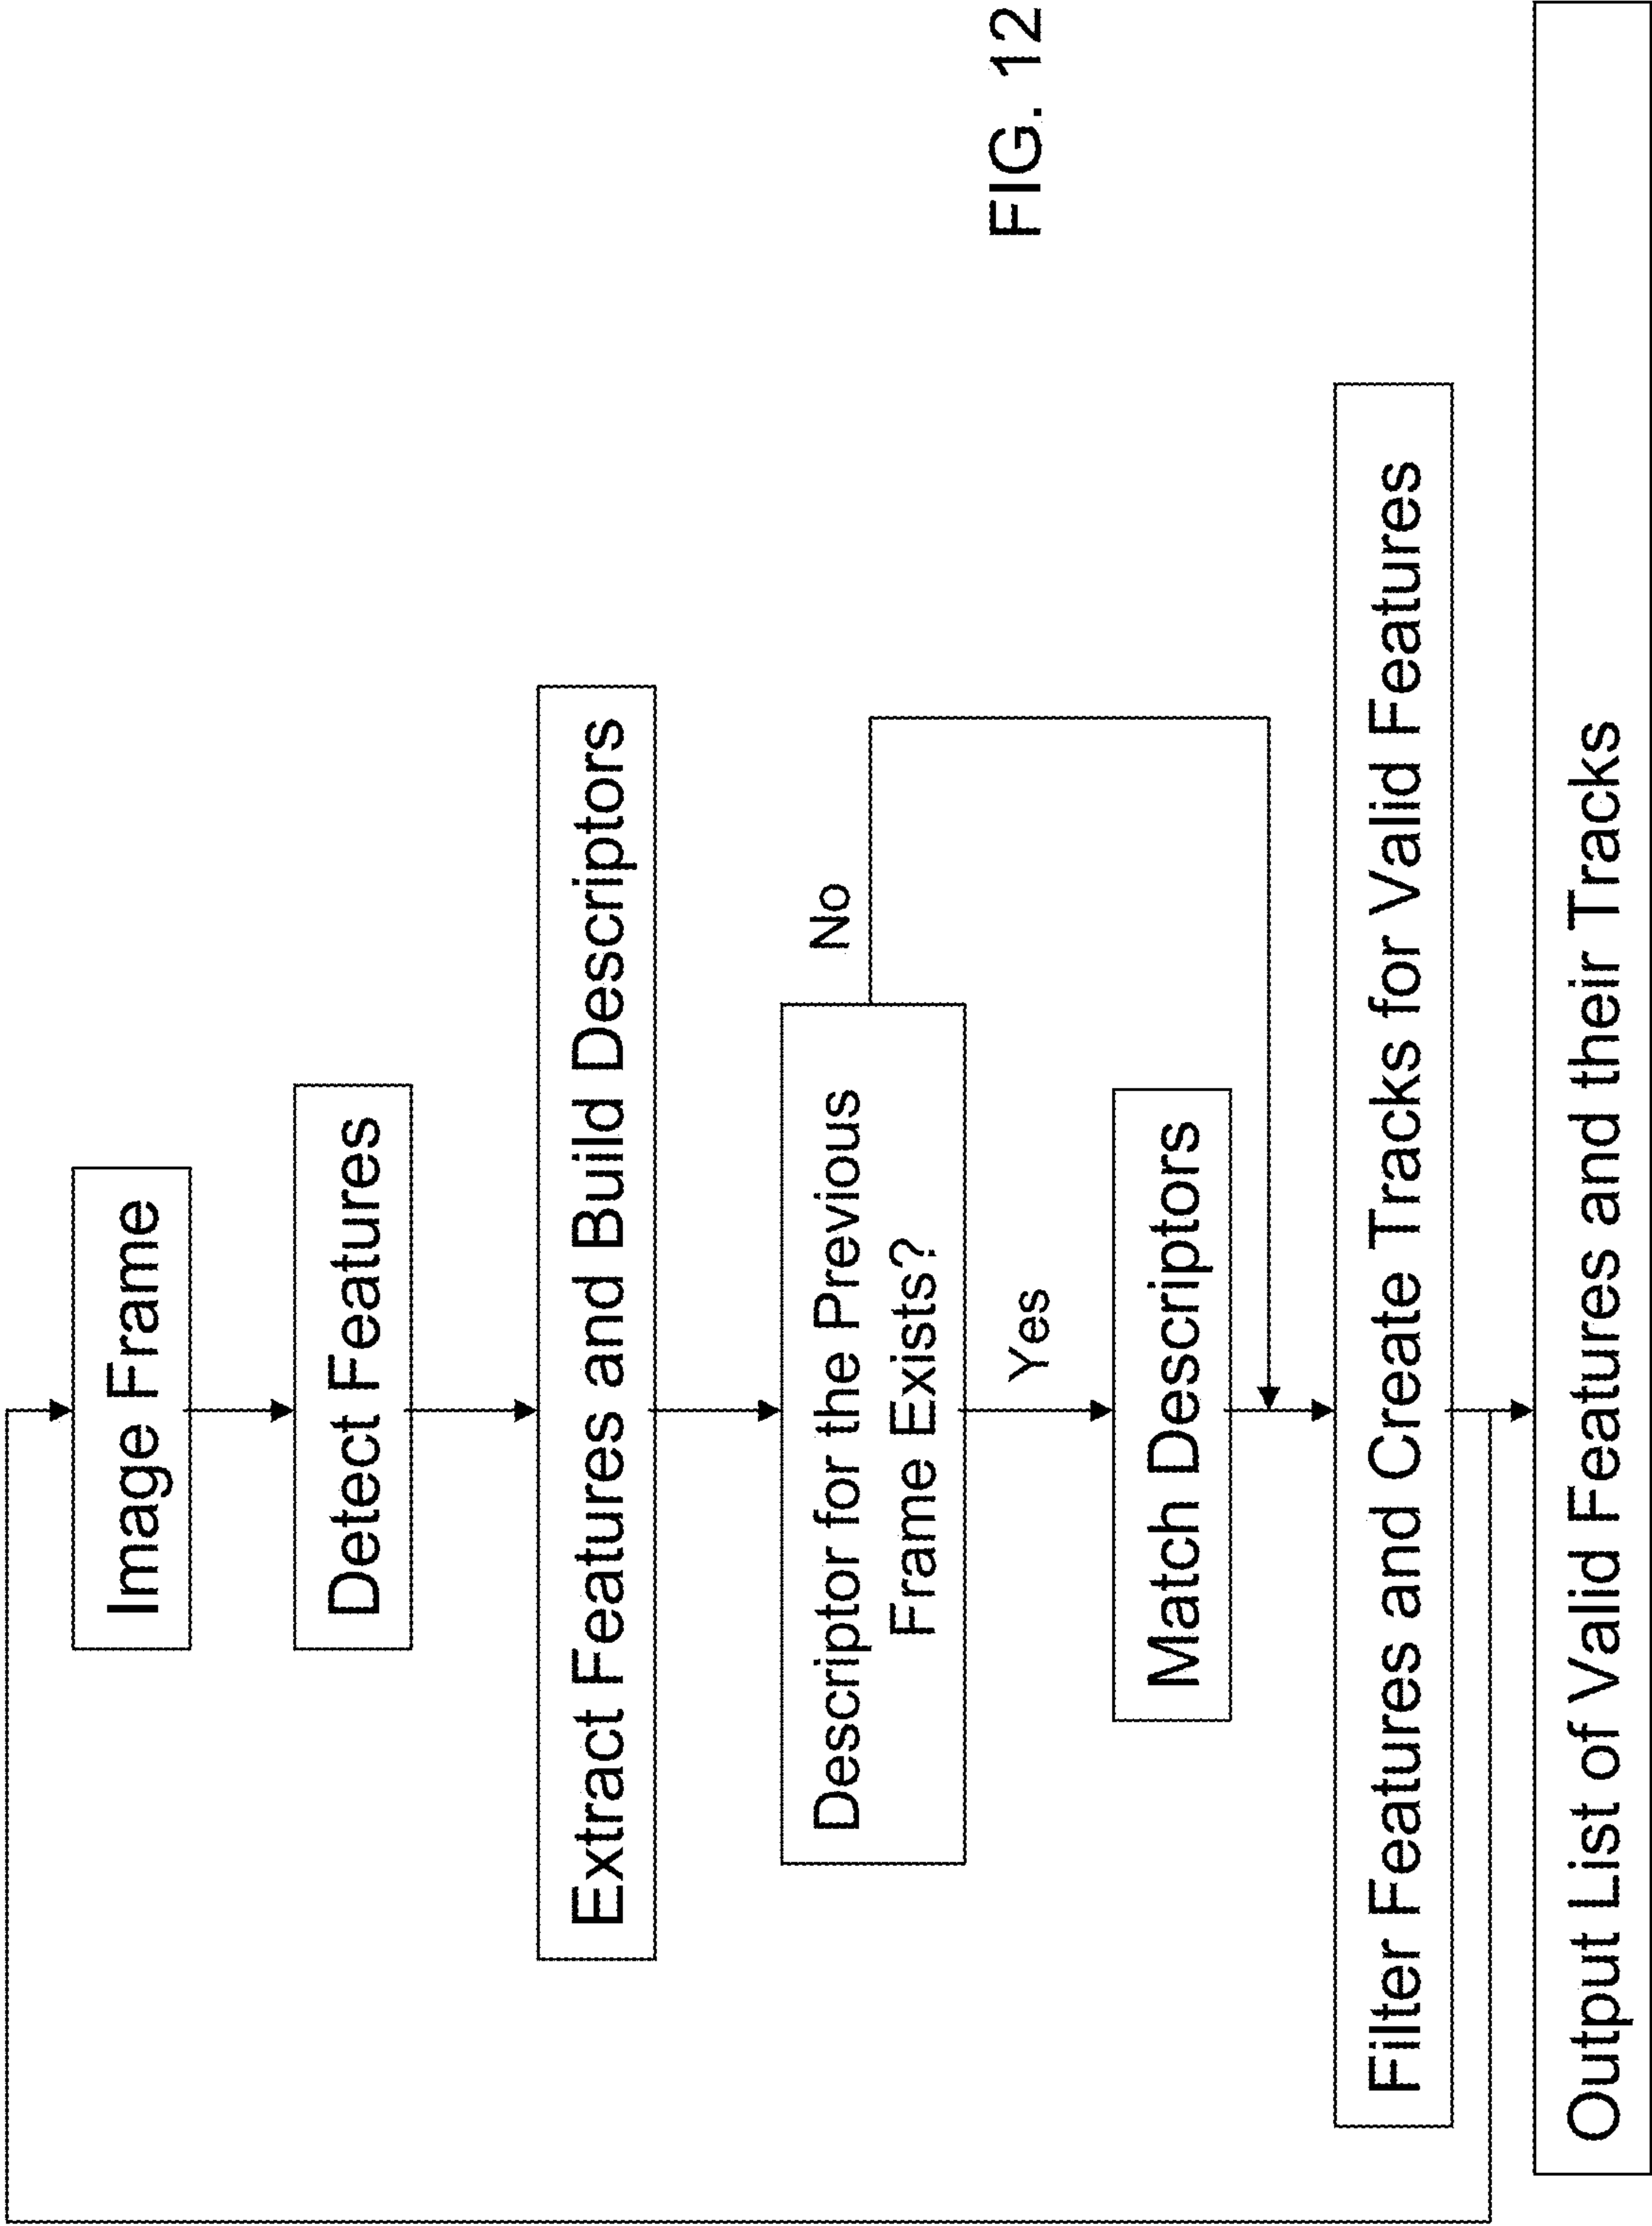 Image Frame
Detect Features
Extract Features and Build Descriptors
Descriptor for the Previous
Frame Exists?
No
Yes
Match Descriptors
Filter Features and Create Tracks for Valid Features
Output List of Valid Features and their Tracks
FIG. 12